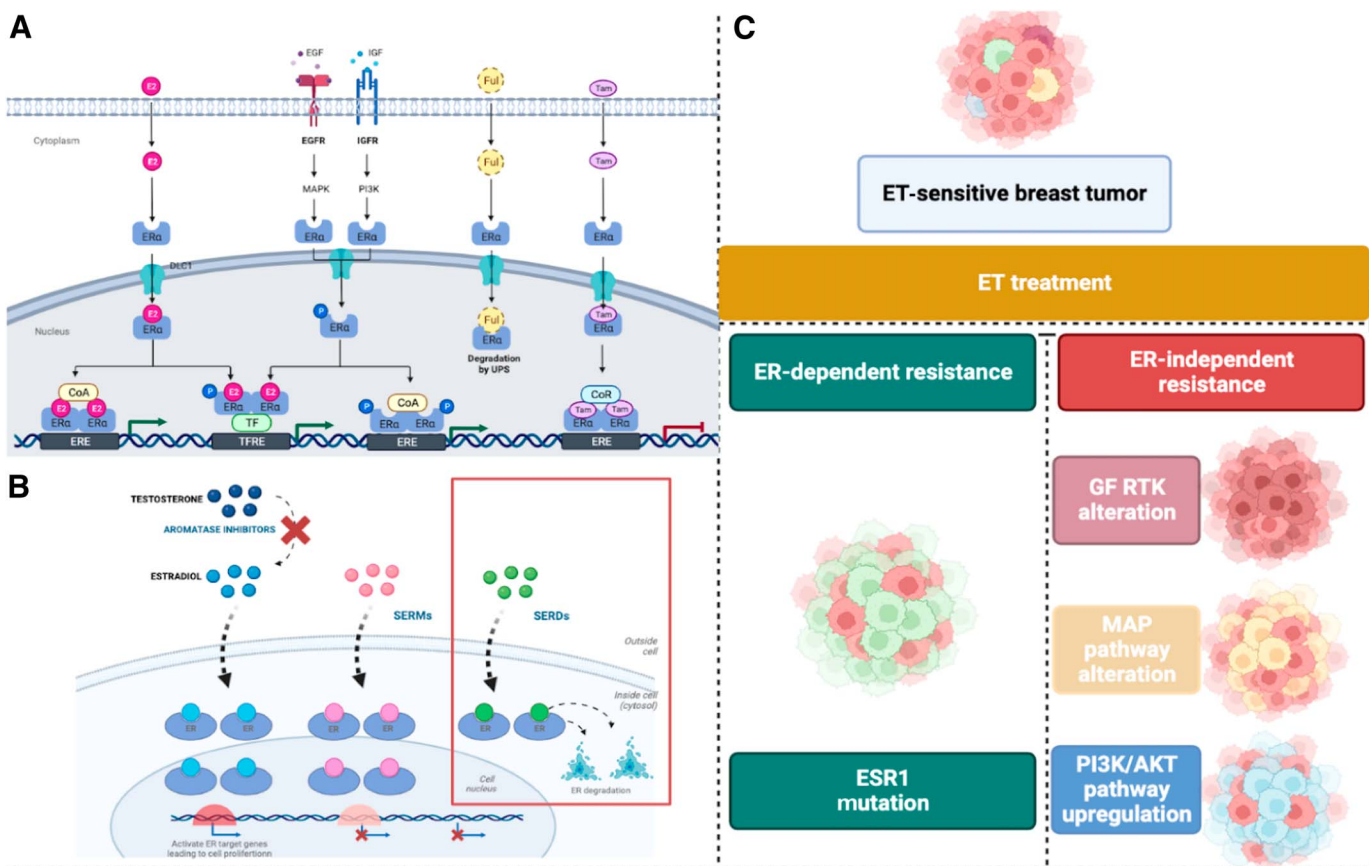 A
EGF
IGF
E2
Ful
Tam
Cytoplasm
EGFR
IGFR
E2
Ful
Tam
MAPK
PI3K
ERα
ERα
ERα
ERα
ERα
DLC1
E2
ERα
P
ERα
Ful
ERα
Tam
ERα
Nucleus
Degradation
by UPS
CoA
E2
E2
ERα
ERα
ERE
P
E2
E2
ERα
ERα
TF
TFRE
P
CoA
P
ERα
ERα
ERE
CoR
Tam
Tam
ERα
ERα
ERE
B
TESTOSTERONE
AROMATASE INHIBITORS
ESTRADIOL
SERMs
SERDs
Outside
cell
Inside cell
(cytosol)
ER
ER
ER
ER
ER
ER
Cell
nucleus
ER degradation
Activate ER target genes
leading to cell prolifertionn
C
ET-sensitive breast tumor
ET treatment
ER-dependent resistance
ER-independent
resistance
GF RTK
alteration
MAP
pathway
alteration
ESR1
mutation
PI3K/AKT
pathway
upregulation